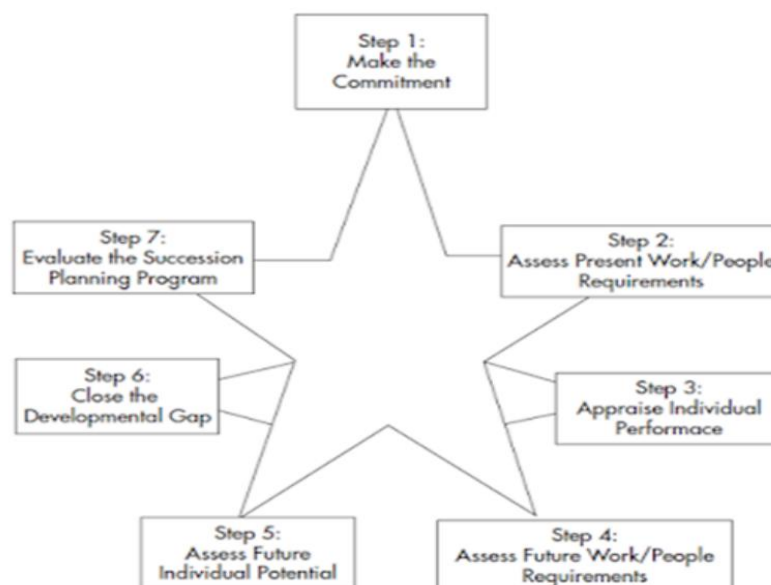 Step 1:
Make the
Commitment
Step 7:
Evaluate the Succession
Planning Program
Step 2:
Assess Present Work/People
Requirements
Step 6:
Close the
Developmental Gap
Step 3:
Appraise Individual
Performace
Step 5:
Assess Future
Individual Potential
Step 4:
Assess Future Work/People
Requirements